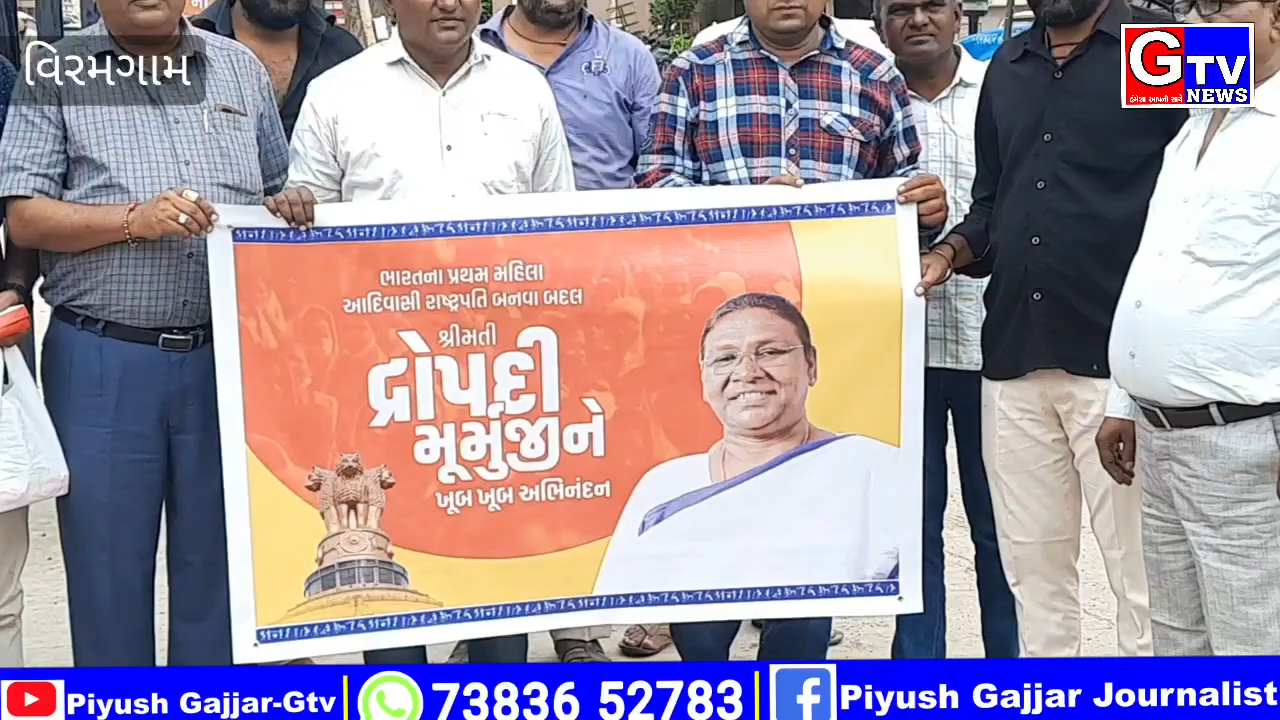 વિરમગામ
GTV
NEWS
હંમેશા આપની સાથે
ભારતના પ્રથમ મહિલા
આદિવાસી રાષ્ટ્રપતિ બનવા બદલ
શ્રીમતી
દ્રોપદી
મૂર્મુજીને
ખૂબ ખૂબ અભિનંદન
Piyush Gajjar-Gtv
73836 52783
Piyush Gajjar Journalist